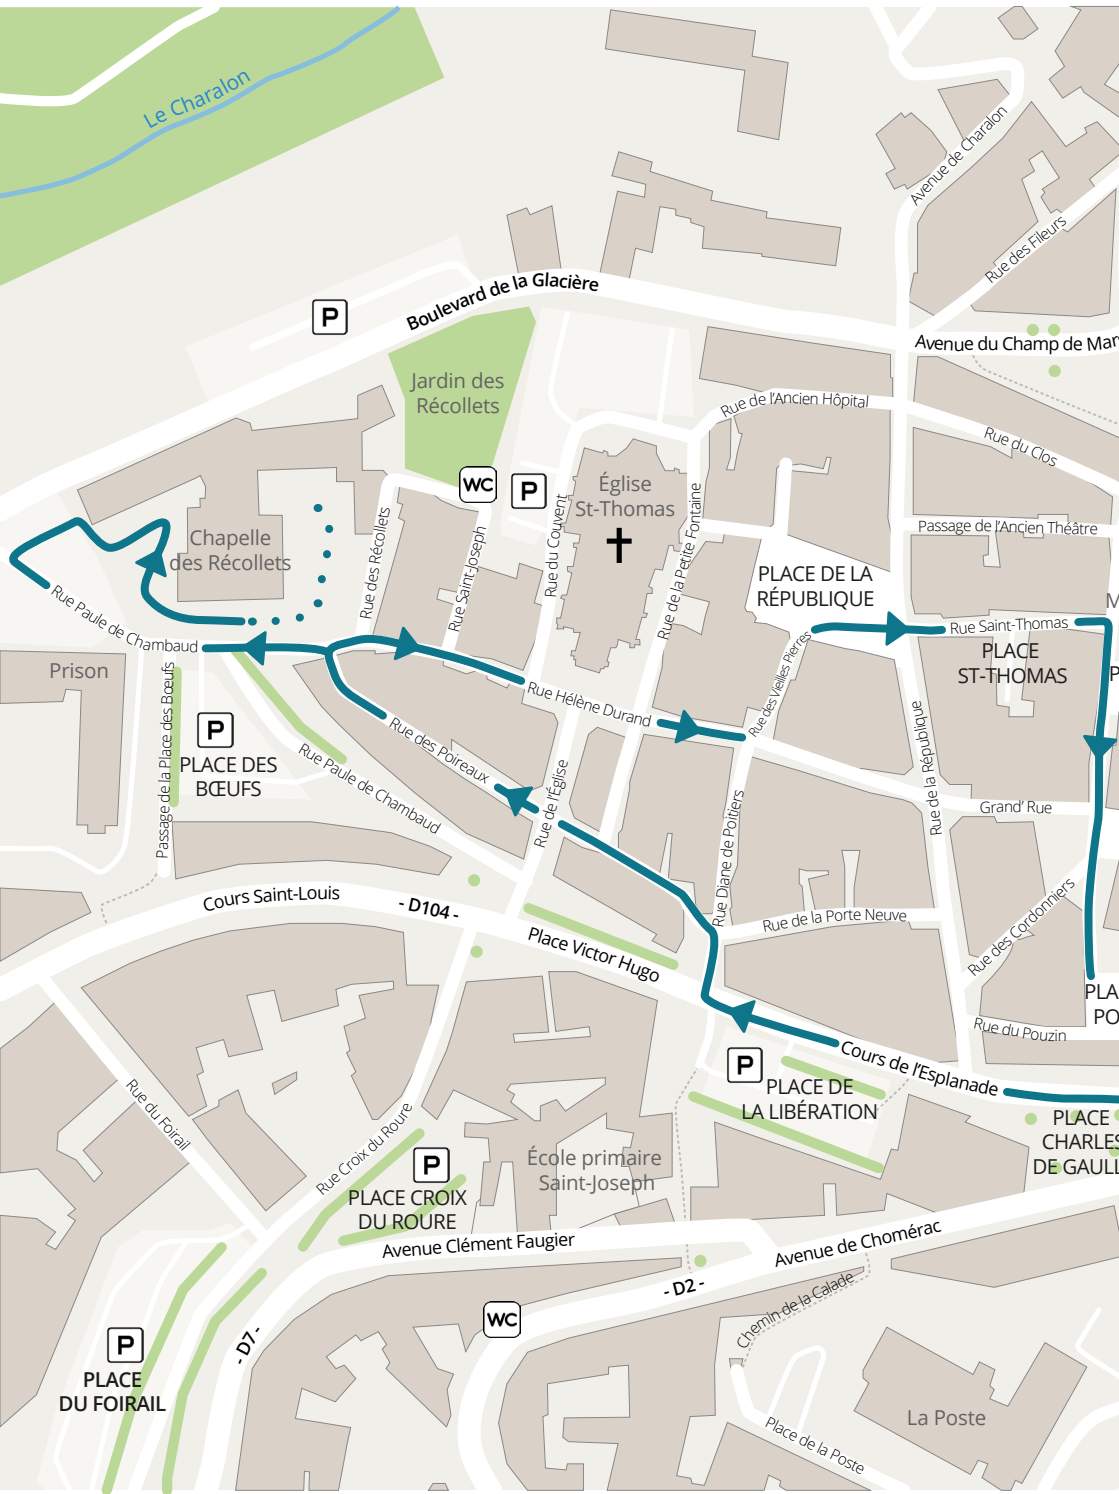 Le Charalon
Avenue de Charalon
Rue des Fileurs
P
Boulevard de la Glacière
Avenue du Champ de Mar
Jardin des
Récollets
Rue de l'Ancien Hôpital
Rue du Clos
WC
P
Église
St-Thomas
Rue du Couvent
Rue de la Petite Fontaine
Passage de l'Ancien Théâtre
Chapelle
des Récollets
Rue des Récollets
Rue Saint-Joseph
PLACE DE LA
RÉPUBLIQUE
M
Rue Paule de Chambaud
Rue Saint-Thomas
PLACE
ST-THOMAS
P
Prison
Passage de la Place des Bœufs
Rue Hélène Durand
Rue des Vieilles Pierres
Rue de la République
P
PLACE DES
BŒUFS
Rue Paule de Chambaud
Rue des Poireaux
Rue de l'Église
Rue Diane de Poitiers
Grand' Rue
Cours Saint-Louis
- D104 -
Place Victor Hugo
Rue de la Porte Neuve
Rue des Cordonniers
PLA
PO
Rue du Pouzin
Cours de l'Esplanade
P
PLACE DE
LA LIBÉRATION
PLACE
CHARLES
DE GAULL
Rue du Foirail
Rue Croix du Roure
P
PLACE CROIX
DU ROURE
École primaire
Saint-Joseph
Avenue Clément Faugier
Avenue de Chomérac
- D2 -
Chemin de la Calade
WC
- D7 -
P
PLACE
DU FOIRAIL
La Poste
Place de la Poste